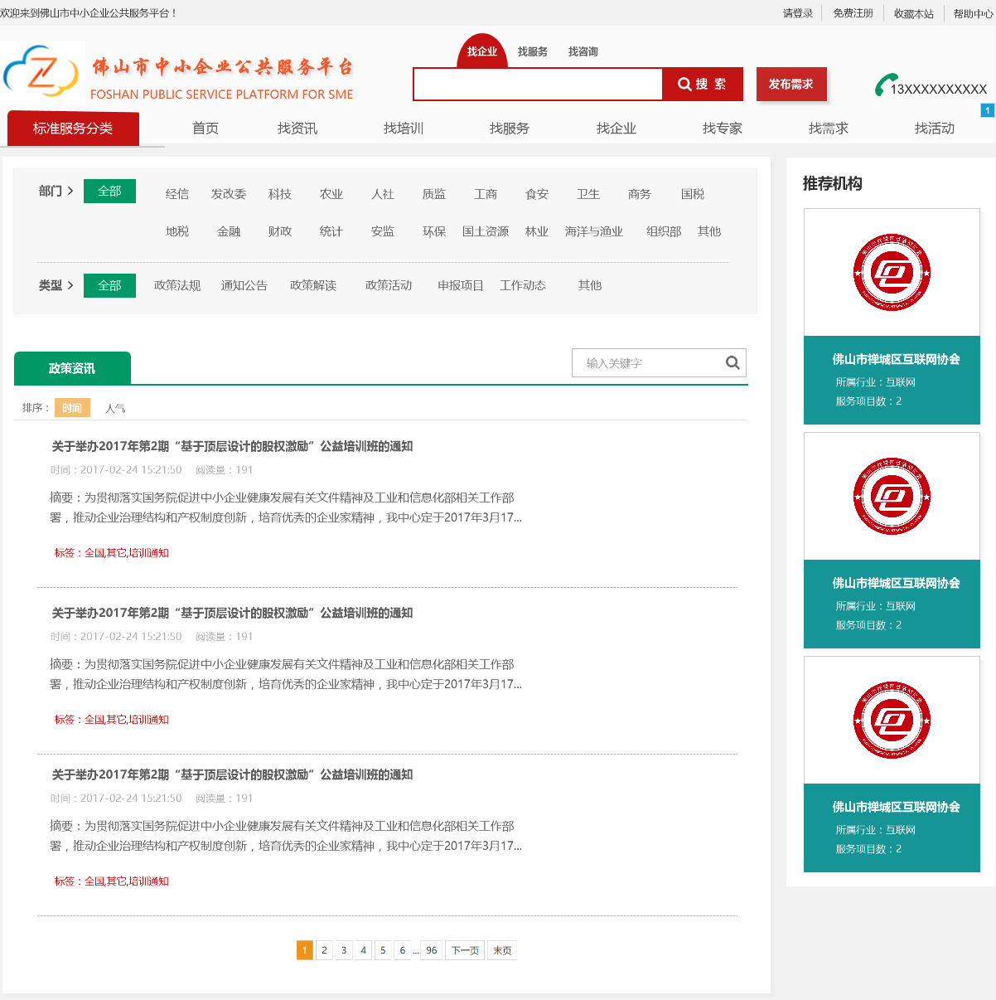 欢迎来到佛山市中小企业公共服务平台！
请登录 免费注册 收藏本站 帮助中心
找企业 找服务 找咨询
佛山市中小企业公共服务平台
FOSHAN PUBLIC SERVICE PLATFORM FOR SME
搜 索 发布需求
13XXXXXXXXXX
1
标准服务分类 首页 找资讯 找培训 找服务 找企业 找专家 找需求 找活动
部门 全部 经信 发改委 科技 农业 人社 质监 工商 食安 卫生 商务 国税
地税 金融 财政 统计 安监 环保 国土资源 林业 海洋与渔业 组织部 其他
类型 全部 政策法规 通知公告 政策解读 政策活动 申报项目 工作动态 其他
政策资讯 输入关键字
排序： 时间 人气
关于举办2017年第2期“基于顶层设计的股权激励”公益培训班的通知
时间：2017-02-24 15:21:50 阅读量：191
摘要：为贯彻落实国务院促进中小企业健康发展有关文件精神及工业和信息化部相关工作部
署，推动企业治理结构和产权制度创新，培育优秀的企业家精神，我中心定于2017年3月17...
标签：全国,其它,培训通知
关于举办2017年第2期“基于顶层设计的股权激励”公益培训班的通知
时间：2017-02-24 15:21:50 阅读量：191
摘要：为贯彻落实国务院促进中小企业健康发展有关文件精神及工业和信息化部相关工作部
署，推动企业治理结构和产权制度创新，培育优秀的企业家精神，我中心定于2017年3月17...
标签：全国,其它,培训通知
关于举办2017年第2期“基于顶层设计的股权激励”公益培训班的通知
时间：2017-02-24 15:21:50 阅读量：191
摘要：为贯彻落实国务院促进中小企业健康发展有关文件精神及工业和信息化部相关工作部
署，推动企业治理结构和产权制度创新，培育优秀的企业家精神，我中心定于2017年3月17...
标签：全国,其它,培训通知
1 2 3 4 5 6 ... 96 下一页 末页
推荐机构
佛山市禅城区互联网协会
所属行业：互联网
服务项目数：2
佛山市禅城区互联网协会
所属行业：互联网
服务项目数：2
佛山市禅城区互联网协会
所属行业：互联网
服务项目数：2